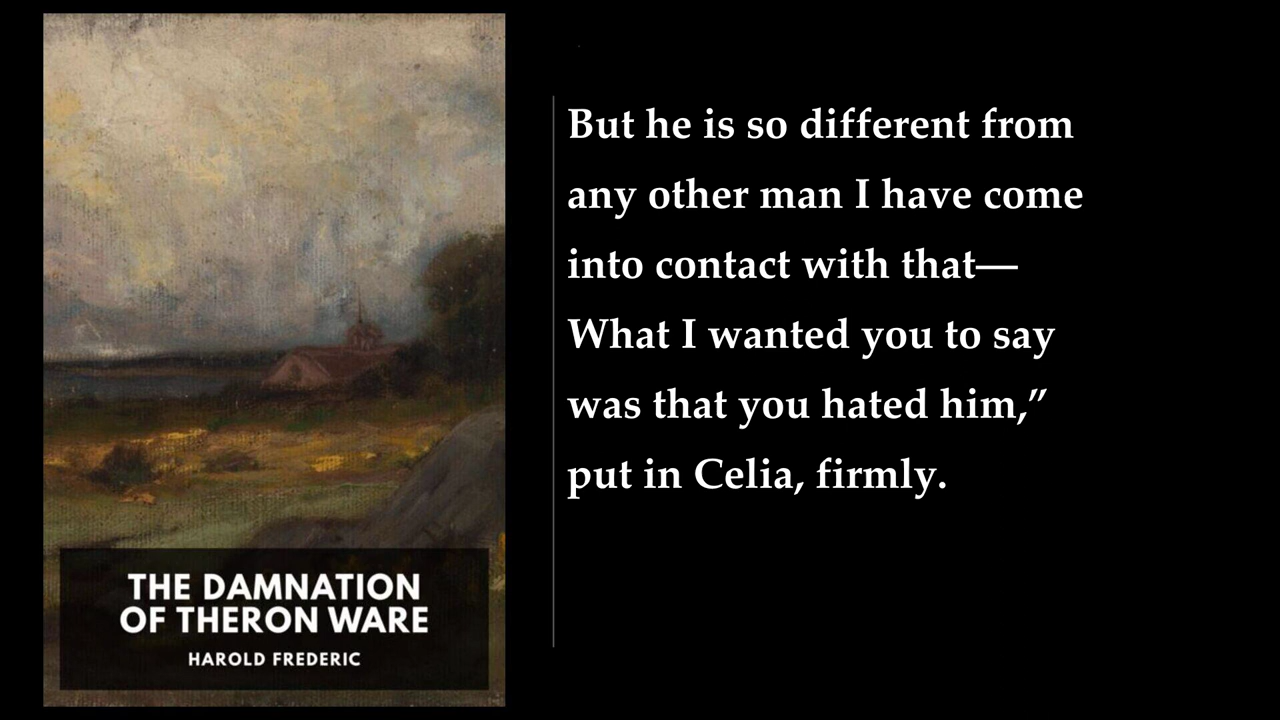 But he is so different from
any other man I have come
into contact with that—
What I wanted you to say
was that you hated him,”
put in Celia, firmly.
THE DAMNATION
OF THERON WARE
HAROLD FREDERIC